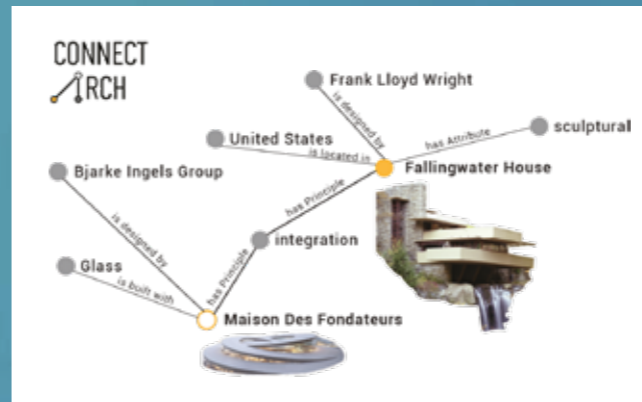 CONNECT
ARCH
Frank Lloyd Wright
is designed by
United States
is located in
has Attribute
sculptural
Fallingwater House
Bjarke Ingels Group
is designed by
has Principle
integration
Glass
is built with
has Principle
Maison Des Fondateurs